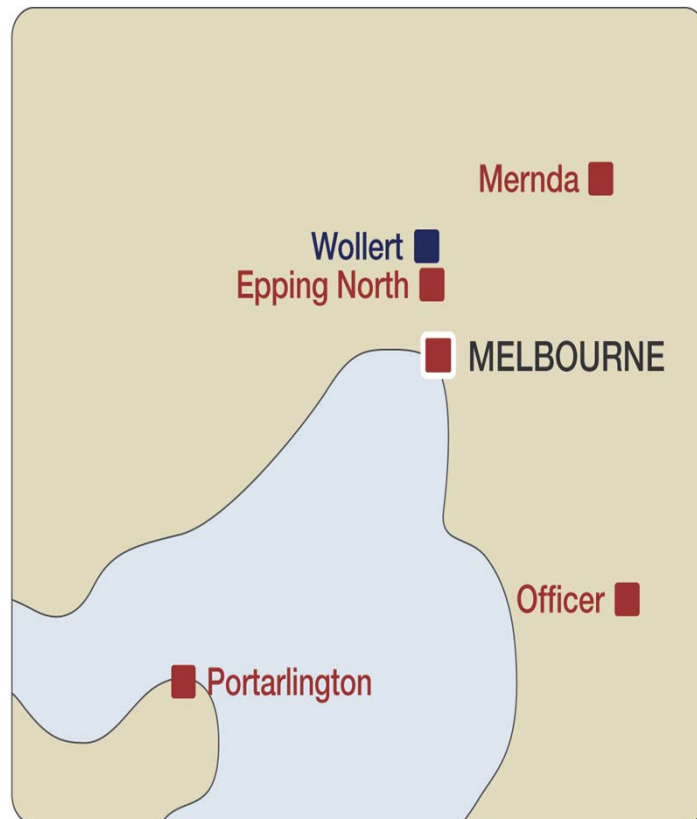 Mernda
Wollert
Epping North
MELBOURNE
Officer
Portarlington